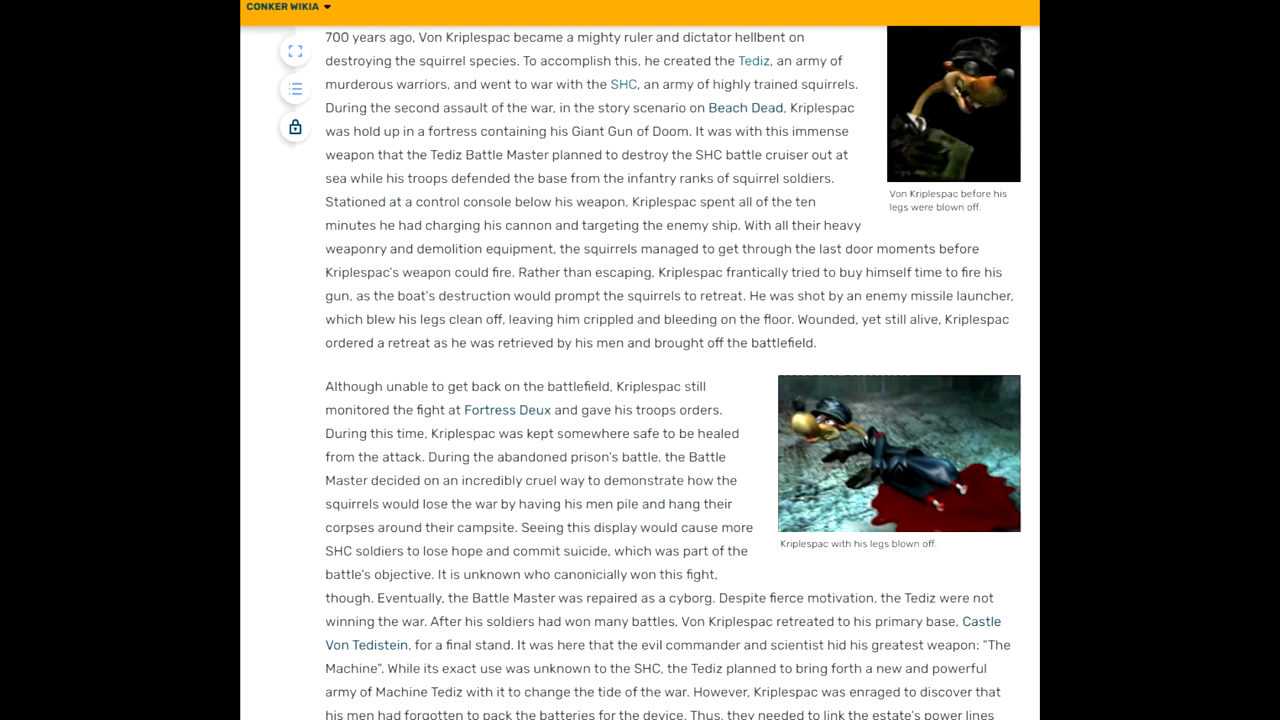 CONKER WIKIA
700 years ago, Von Kriplespac became a mighty ruler and dictator hellbent on
destroying the squirrel species. To accomplish this, he created the Tediz, an army of
murderous warriors, and went to war with the SHC, an army of highly trained squirrels.
During the second assault of the war, in the story scenario on Beach Dead, Kriplespac
was hold up in a fortress containing his Giant Gun of Doom. It was with this immense
weapon that the Tediz Battle Master planned to destroy the SHC battle cruiser out at
sea while his troops defended the base from the infantry ranks of squirrel soldiers.
Stationed at a control console below his weapon, Kriplespac spent all of the ten
minutes he had charging his cannon and targeting the enemy ship. With all their heavy
weaponry and demolition equipment, the squirrels managed to get through the last door moments before
Kriplespac's weapon could fire. Rather than escaping, Kriplespac frantically tried to buy himself time to fire his
gun, as the boat's destruction would prompt the squirrels to retreat. He was shot by an enemy missile launcher,
which blew his legs clean off, leaving him crippled and bleeding on the floor. Wounded, yet still alive, Kriplespac
ordered a retreat as he was retrieved by his men and brought off the battlefield.
Von Kriplespac before his
legs were blown off.
Although unable to get back on the battlefield, Kriplespac still
monitored the fight at Fortress Deux and gave his troops orders.
During this time, Kriplespac was kept somewhere safe to be healed
from the attack. During the abandoned prison's battle, the Battle
Master decided on an incredibly cruel way to demonstrate how the
squirrels would lose the war by having his men pile and hang their
corpses around their campsite. Seeing this display would cause more
SHC soldiers to lose hope and commit suicide, which was part of the
battle's objective. It is unknown who canonicially won this fight,
though. Eventually, the Battle Master was repaired as a cyborg. Despite fierce motivation, the Tediz were not
winning the war. After his soldiers had won many battles, Von Kriplespac retreated to his primary base, Castle
Von Tedistein, for a final stand. It was here that the evil commander and scientist hid his greatest weapon: "The
Machine". While its exact use was unknown to the SHC, the Tediz planned to bring forth a new and powerful
army of Machine Tediz with it to change the tide of the war. However, Kriplespac was enraged to discover that
his men had forgotten to pack the batteries for the device. Thus, they needed to link the estate's power lines
Kriplespac with his legs blown off.